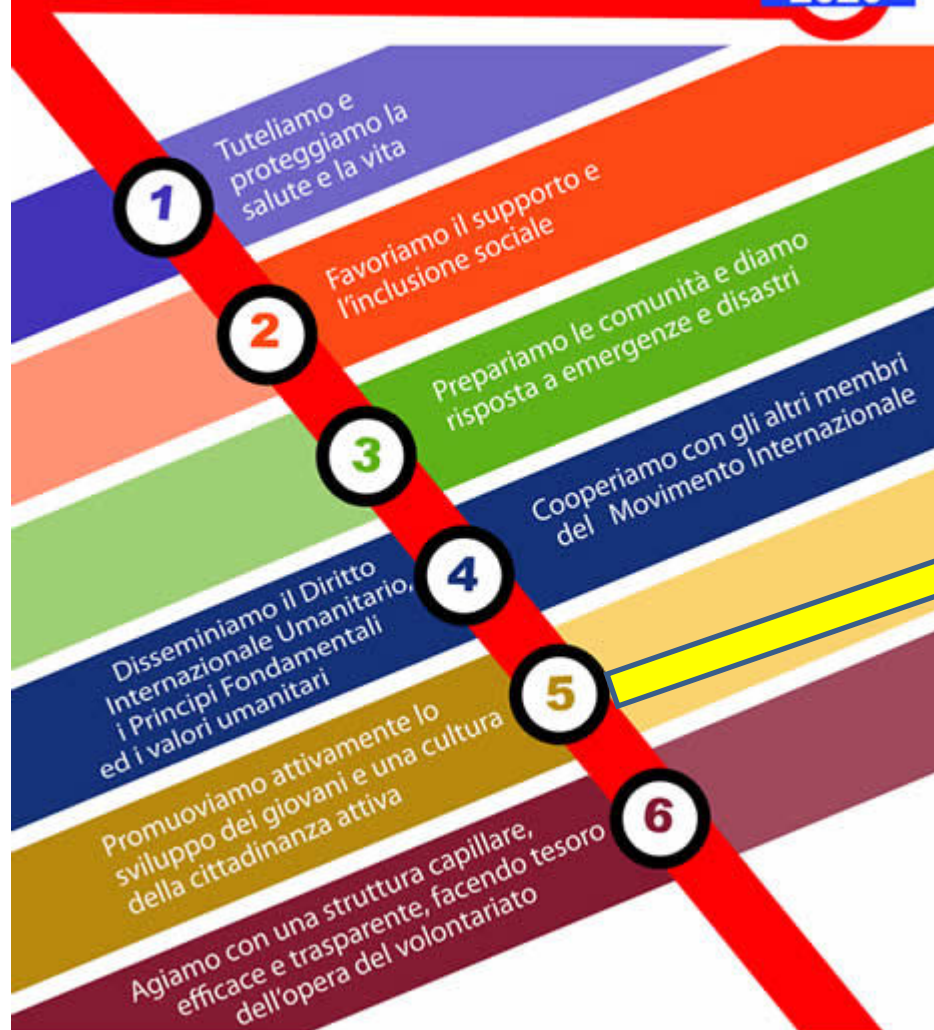 1
Tuteliamo e
proteggiamo la
salute e la vita
2
Favoriamo il supporto e
l'inclusione sociale
3
Prepariamo le comunità e diamo
risposta a emergenze e disastri
4
Cooperiamo con gli altri membri
del Movimento Internazionale
Disseminiamo il Diritto
Internazionale Umanitario,
i Principi Fondamentali
ed i valori umanitari
5
Promuoviamo attivamente lo
sviluppo dei giovani e una cultura
della cittadinanza attiva
6
Agiamo con una struttura capillare,
efficace e trasparente, facendo tesoro
dell'opera del volontariato